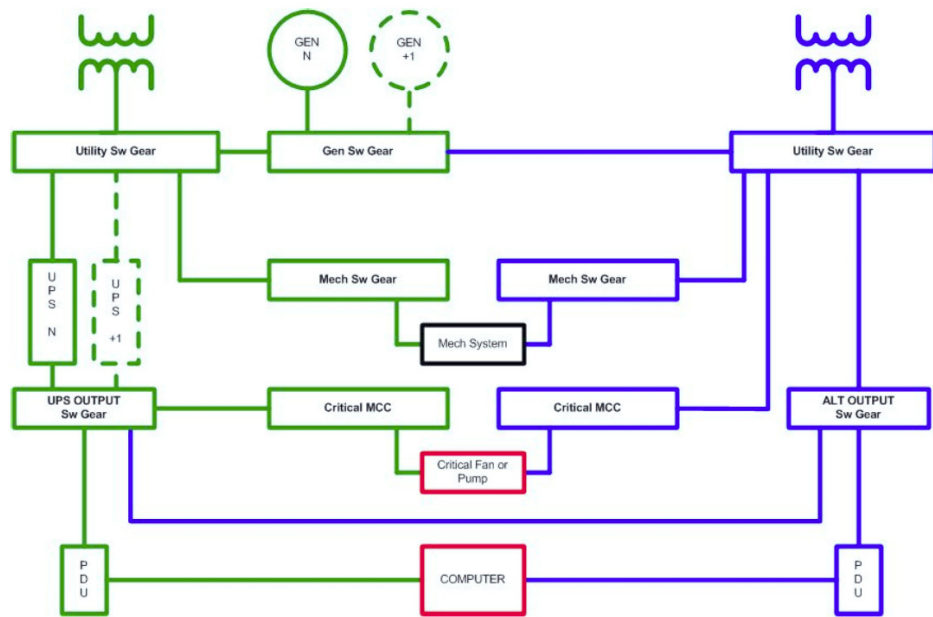 GEN
N
GEN
+1
Utility Sw Gear
Gen Sw Gear
Utility Sw Gear
U
P
S
N
U
P
S
+1
Mech Sw Gear
Mech Sw Gear
Mech System
UPS OUTPUT
Sw Gear
Critical MCC
Critical MCC
ALT OUTPUT
Sw Gear
Critical Fan or
Pump
P
D
U
COMPUTER
P
D
U